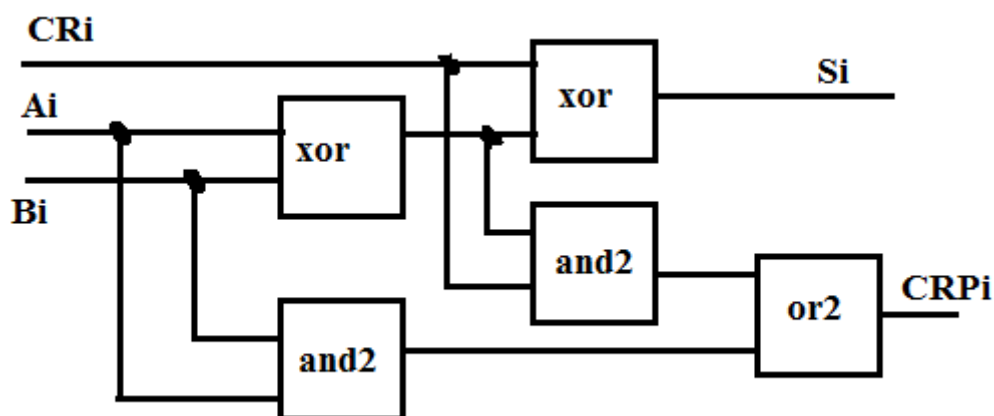 CRi
xor
Si
Ai
xor
Bi
and2
CRPi
or2
and2